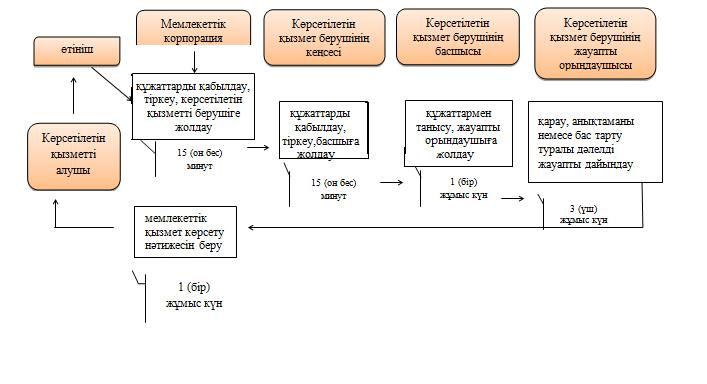 өтініш
Мемлекеттік
корпорация
Көрсетілетін
қызмет берушінің
кеңсесі
Көрсетілетін
қызмет берушінің
басшысы
Көрсетілетін
қызмет берушінің
жауапты
орындаушысы
Көрсетілетін
қызметті
алушы
құжаттарды қабылдау,
тіркеу, көрсетілетін
қызметті берушіге
жолдау
15 (он бес)
минут
құжаттарды
қабылдау,
тіркеу,басшыға
жолдау
15 (он бес)
минут
құжаттармен
танысу, жауапты
орындаушыға
жолдау
1 (бір)
жұмыс күн
қарау, анықтаманы
немесе бас тарту
туралы дәлелді
жауапты дайындау
3 (үш)
жұмыс күн
мемлекеттік
қызмет көрсету
нәтижесін беру
1 (бір)
жұмыс күн